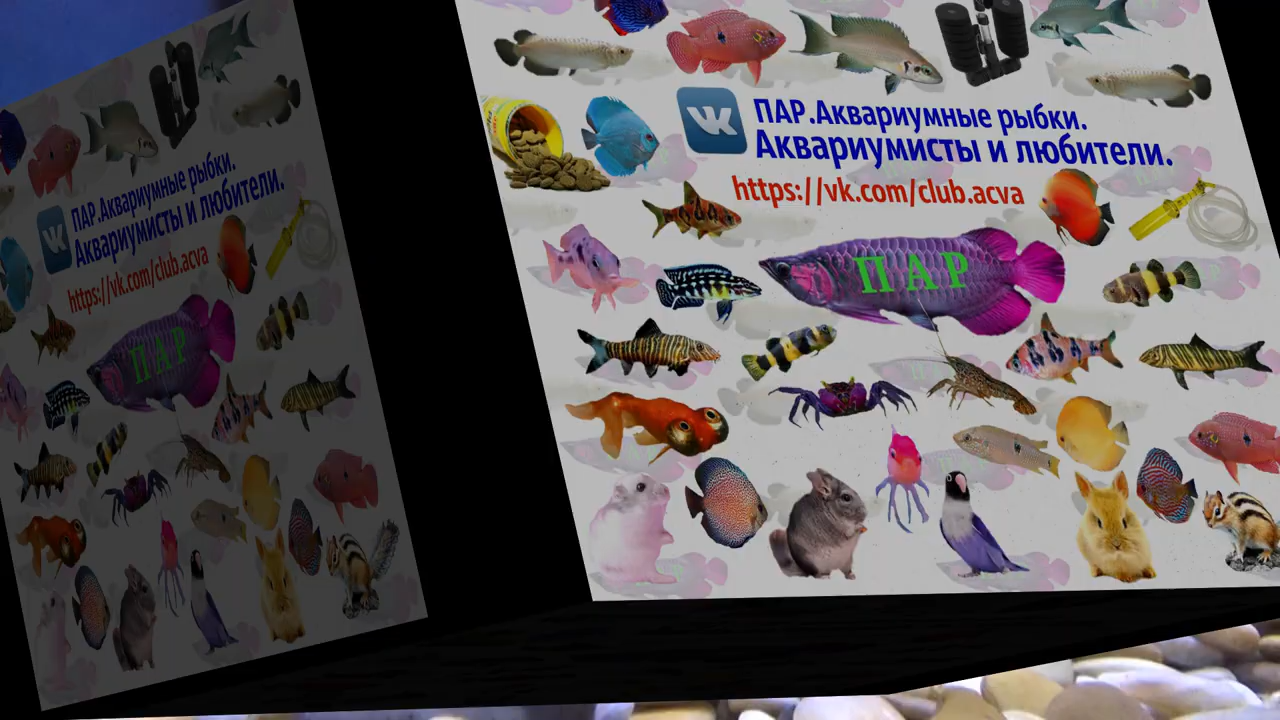 ПАР.Аквариумные рыбки.
Аквариумисты и любители.
https://vk.com/club.acva
ПАР
ПАР.Аквариумные рыбки.
Аквариумисты и любители.
https://vk.com/club.acva
ПАР